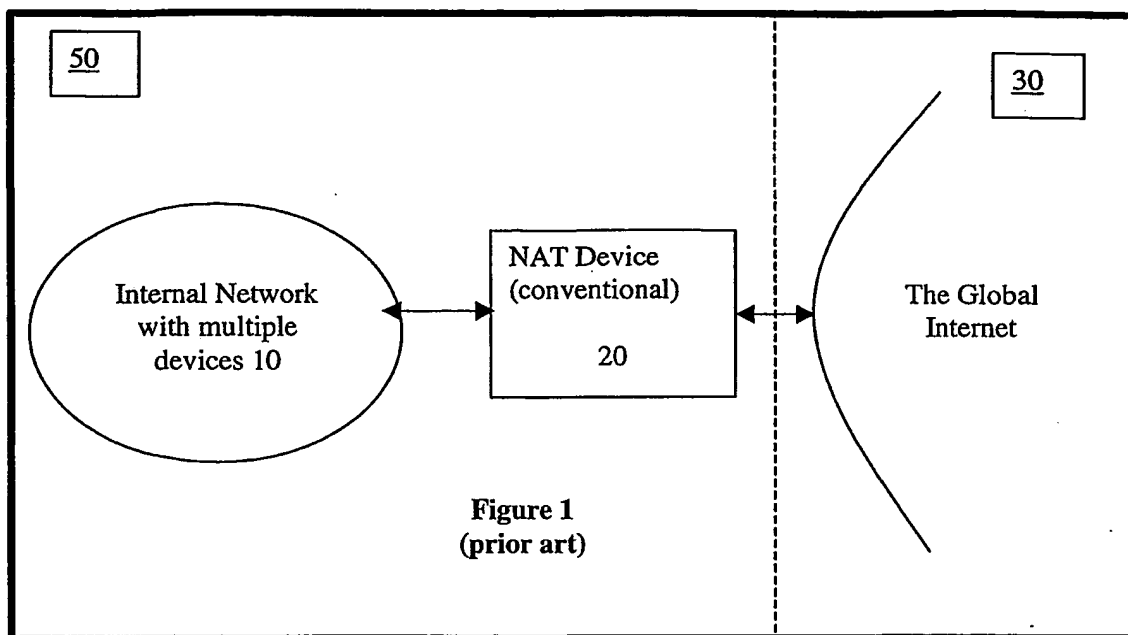 50
30
Internal Network
with multiple
devices 10
NAT Device
(conventional)
20
The Global
Internet
Figure 1
(prior art)